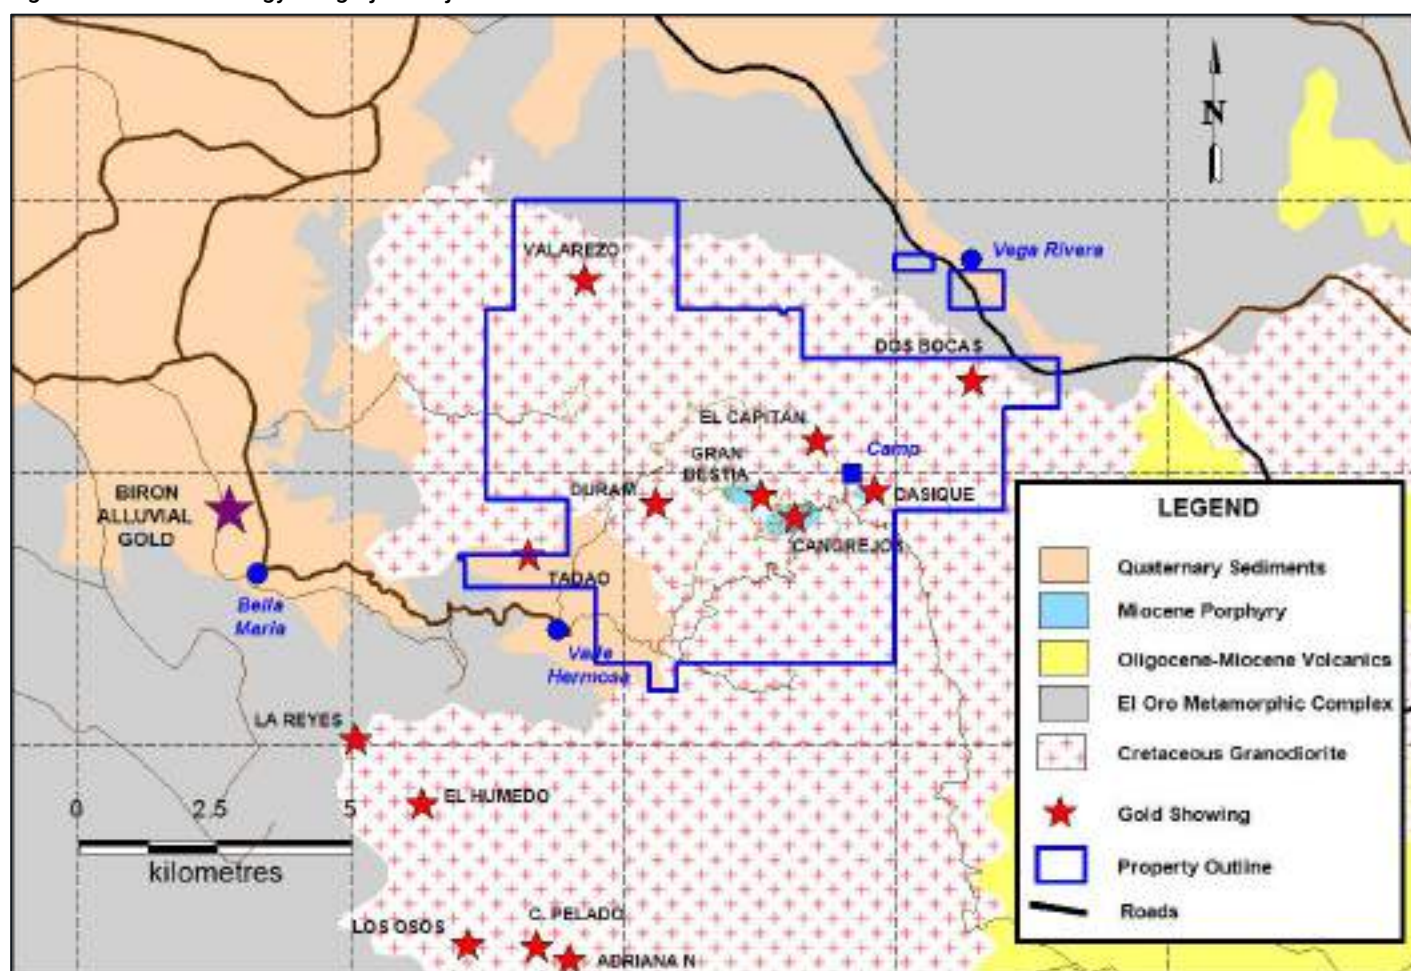 N
VALAREZO
Vega Rivera
DOS BOCAS
EL CAPITAN
Camp
GRAN
BESTIA
DURAM
DASIQUE
CANGREJOS
BIRON
ALLUVIAL
GOLD
TADAO
Bella
Maria
Valle
Hermosa
LA REYES
EL HUMEDO
0 2.5 5
kilometres
C. PELADO
LOS OSOS
ADRIANA N
LEGEND
Quaternary Sediments
Miocene Porphyry
Oligocene-Miocene Volcanics
El Oro Metamorphic Complex
Cretaceous Granodiorite
Gold Showing
Property Outline
Roads